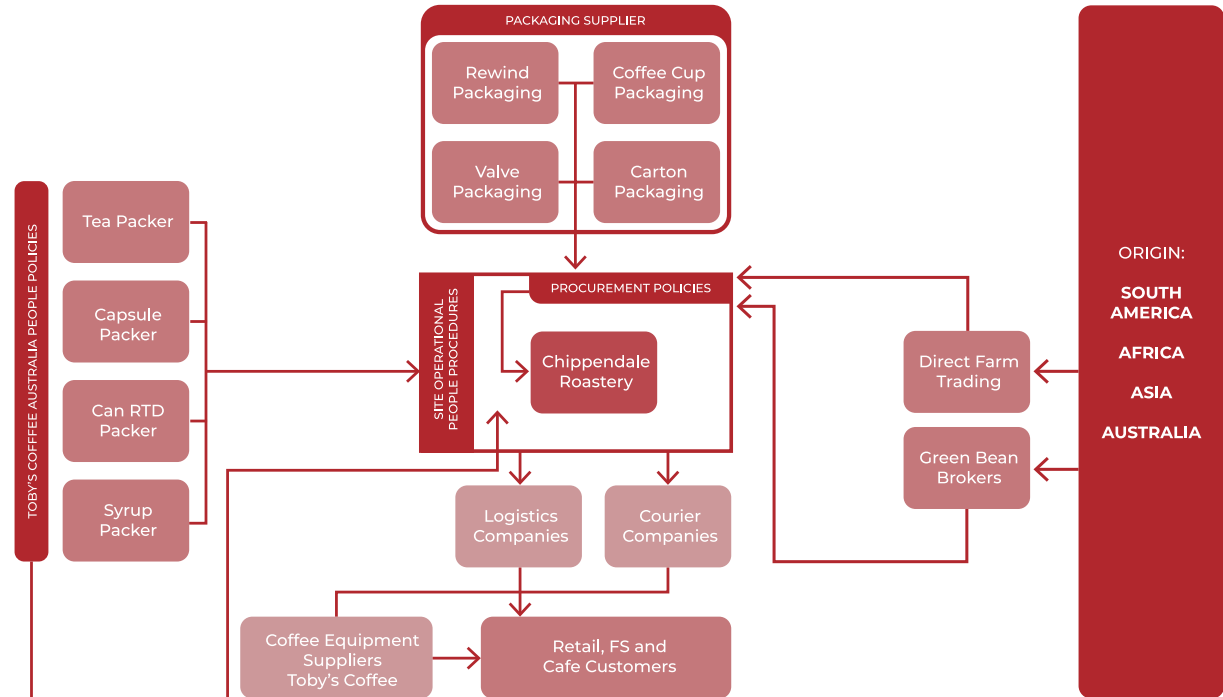 PACKAGING SUPPLIER
Rewind
Packaging
Coffee Cup
Packaging
Valve
Packaging
Carton
Packaging
TOBY'S COFFFEE AUSTRALIA PEOPLE POLICIES
Tea Packer
Capsule
Packer
Can RTD
Packer
Syrup
Packer
SITE OPERATIONAL
PEOPLE PROCEDURES
PROCUREMENT POLICIES
Chippendale
Roastery
Direct Farm
Trading
Green Bean
Brokers
ORIGIN:
SOUTH
AMERICA
AFRICA
ASIA
AUSTRALIA
Logistics
Companies
Courier
Companies
Coffee Equipment
Suppliers
Toby's Coffee
Retail, FS and
Cafe Customers